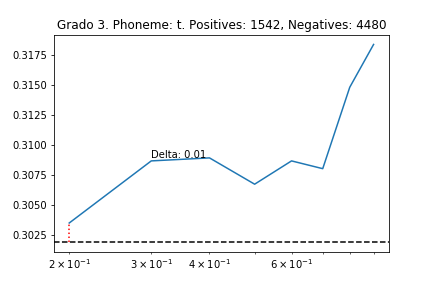 Grado 3. Phoneme: t. Positives: 1542, Negatives: 4480
0.3175
0.3150
0.3125
0.3100
0.3075
0.3050
0.3025
Delta: 0.01
2 × 10⁻¹ 3 × 10⁻¹ 4 × 10⁻¹ 6 × 10⁻¹